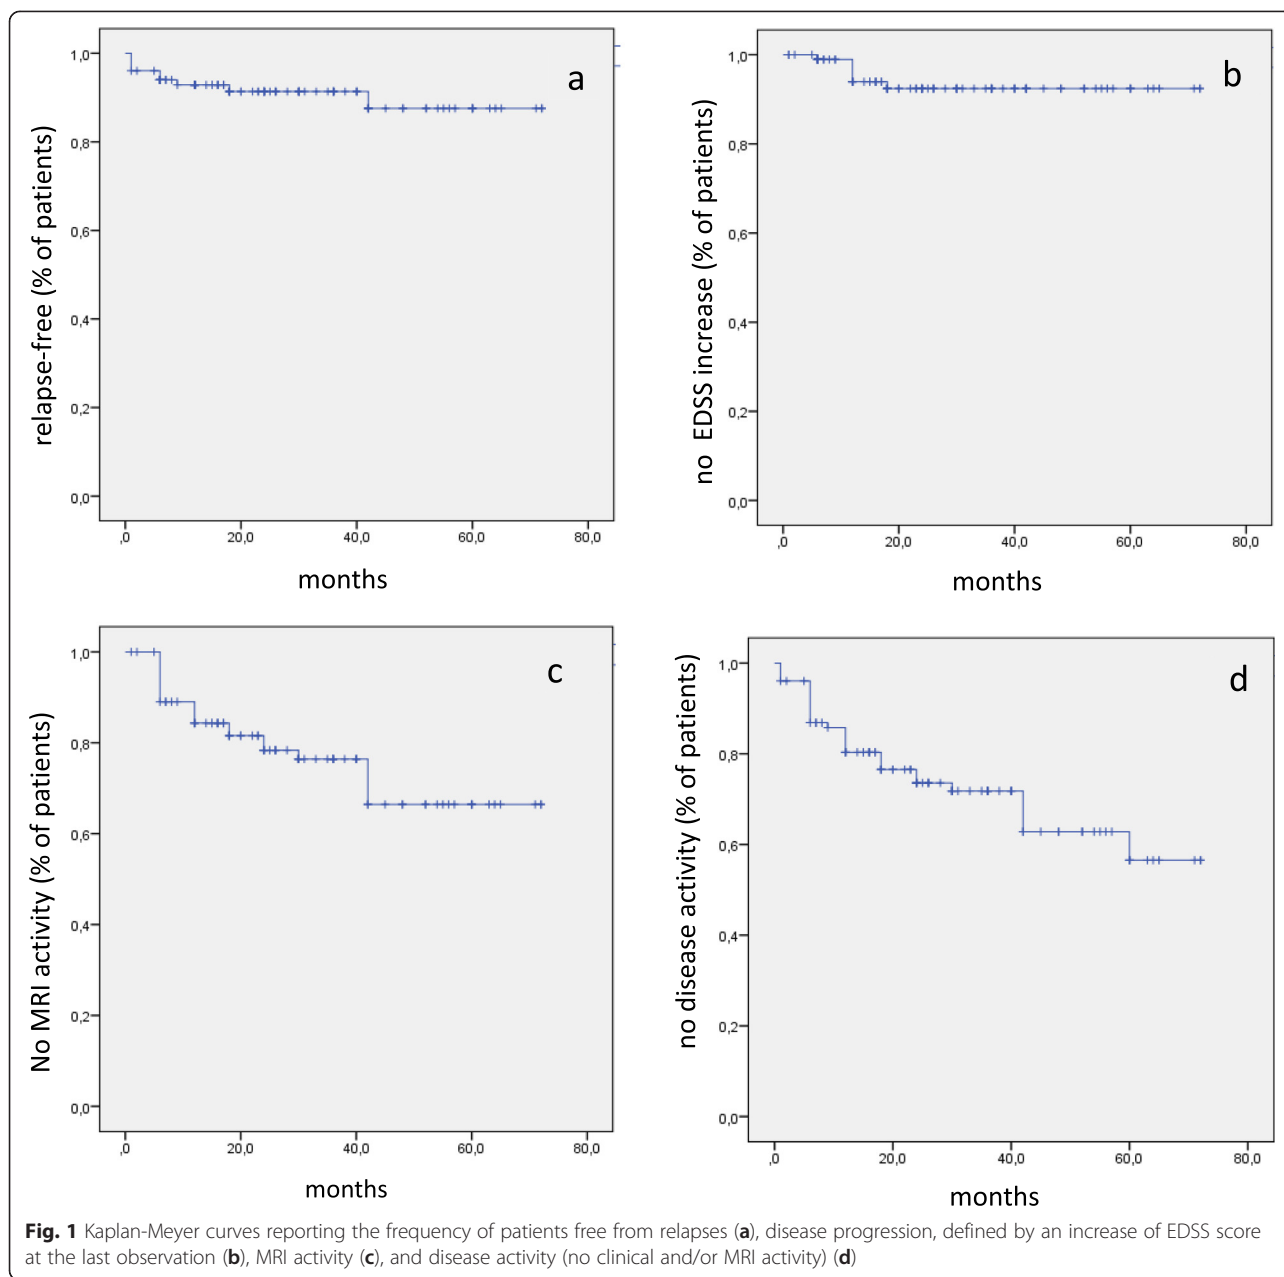 a
relapse-free (% of patients)
1,0
0,8
0,6
0,4
0,2
0,0
,0 20,0 40,0 60,0 80,0
months
b
no EDSS increase (% of patients)
1,0
0,8
0,6
0,4
0,2
0,0
,0 20,0 40,0 60,0 80,0
months
c
No MRI activity (% of patients)
1,0
0,8
0,6
0,4
0,2
0,0
,0 20,0 40,0 60,0 80,0
months
d
no disease activity (% of patients)
1,0
0,8
0,6
0,4
0,2
0,0
,0 20,0 40,0 60,0 80,0
months
Fig. 1 Kaplan-Meyer curves reporting the frequency of patients free from relapses (a), disease progression, defined by an increase of EDSS score
at the last observation (b), MRI activity (c), and disease activity (no clinical and/or MRI activity) (d)